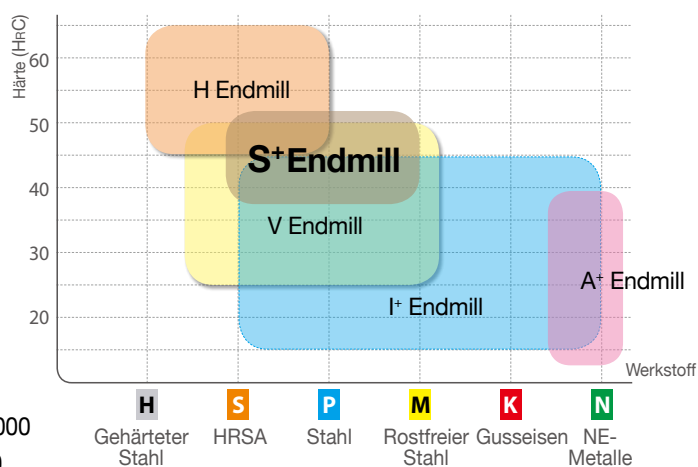 Härte (HRC)
60
50
40
30
20
H Endmill
S+ Endmill
V Endmill
I+ Endmill
A+ Endmill
Werkstoff
H S P M K N
Gehärteter HRSA Stahl Rostfreier Gusseisen NE-
Stahl Stahl Metalle
000